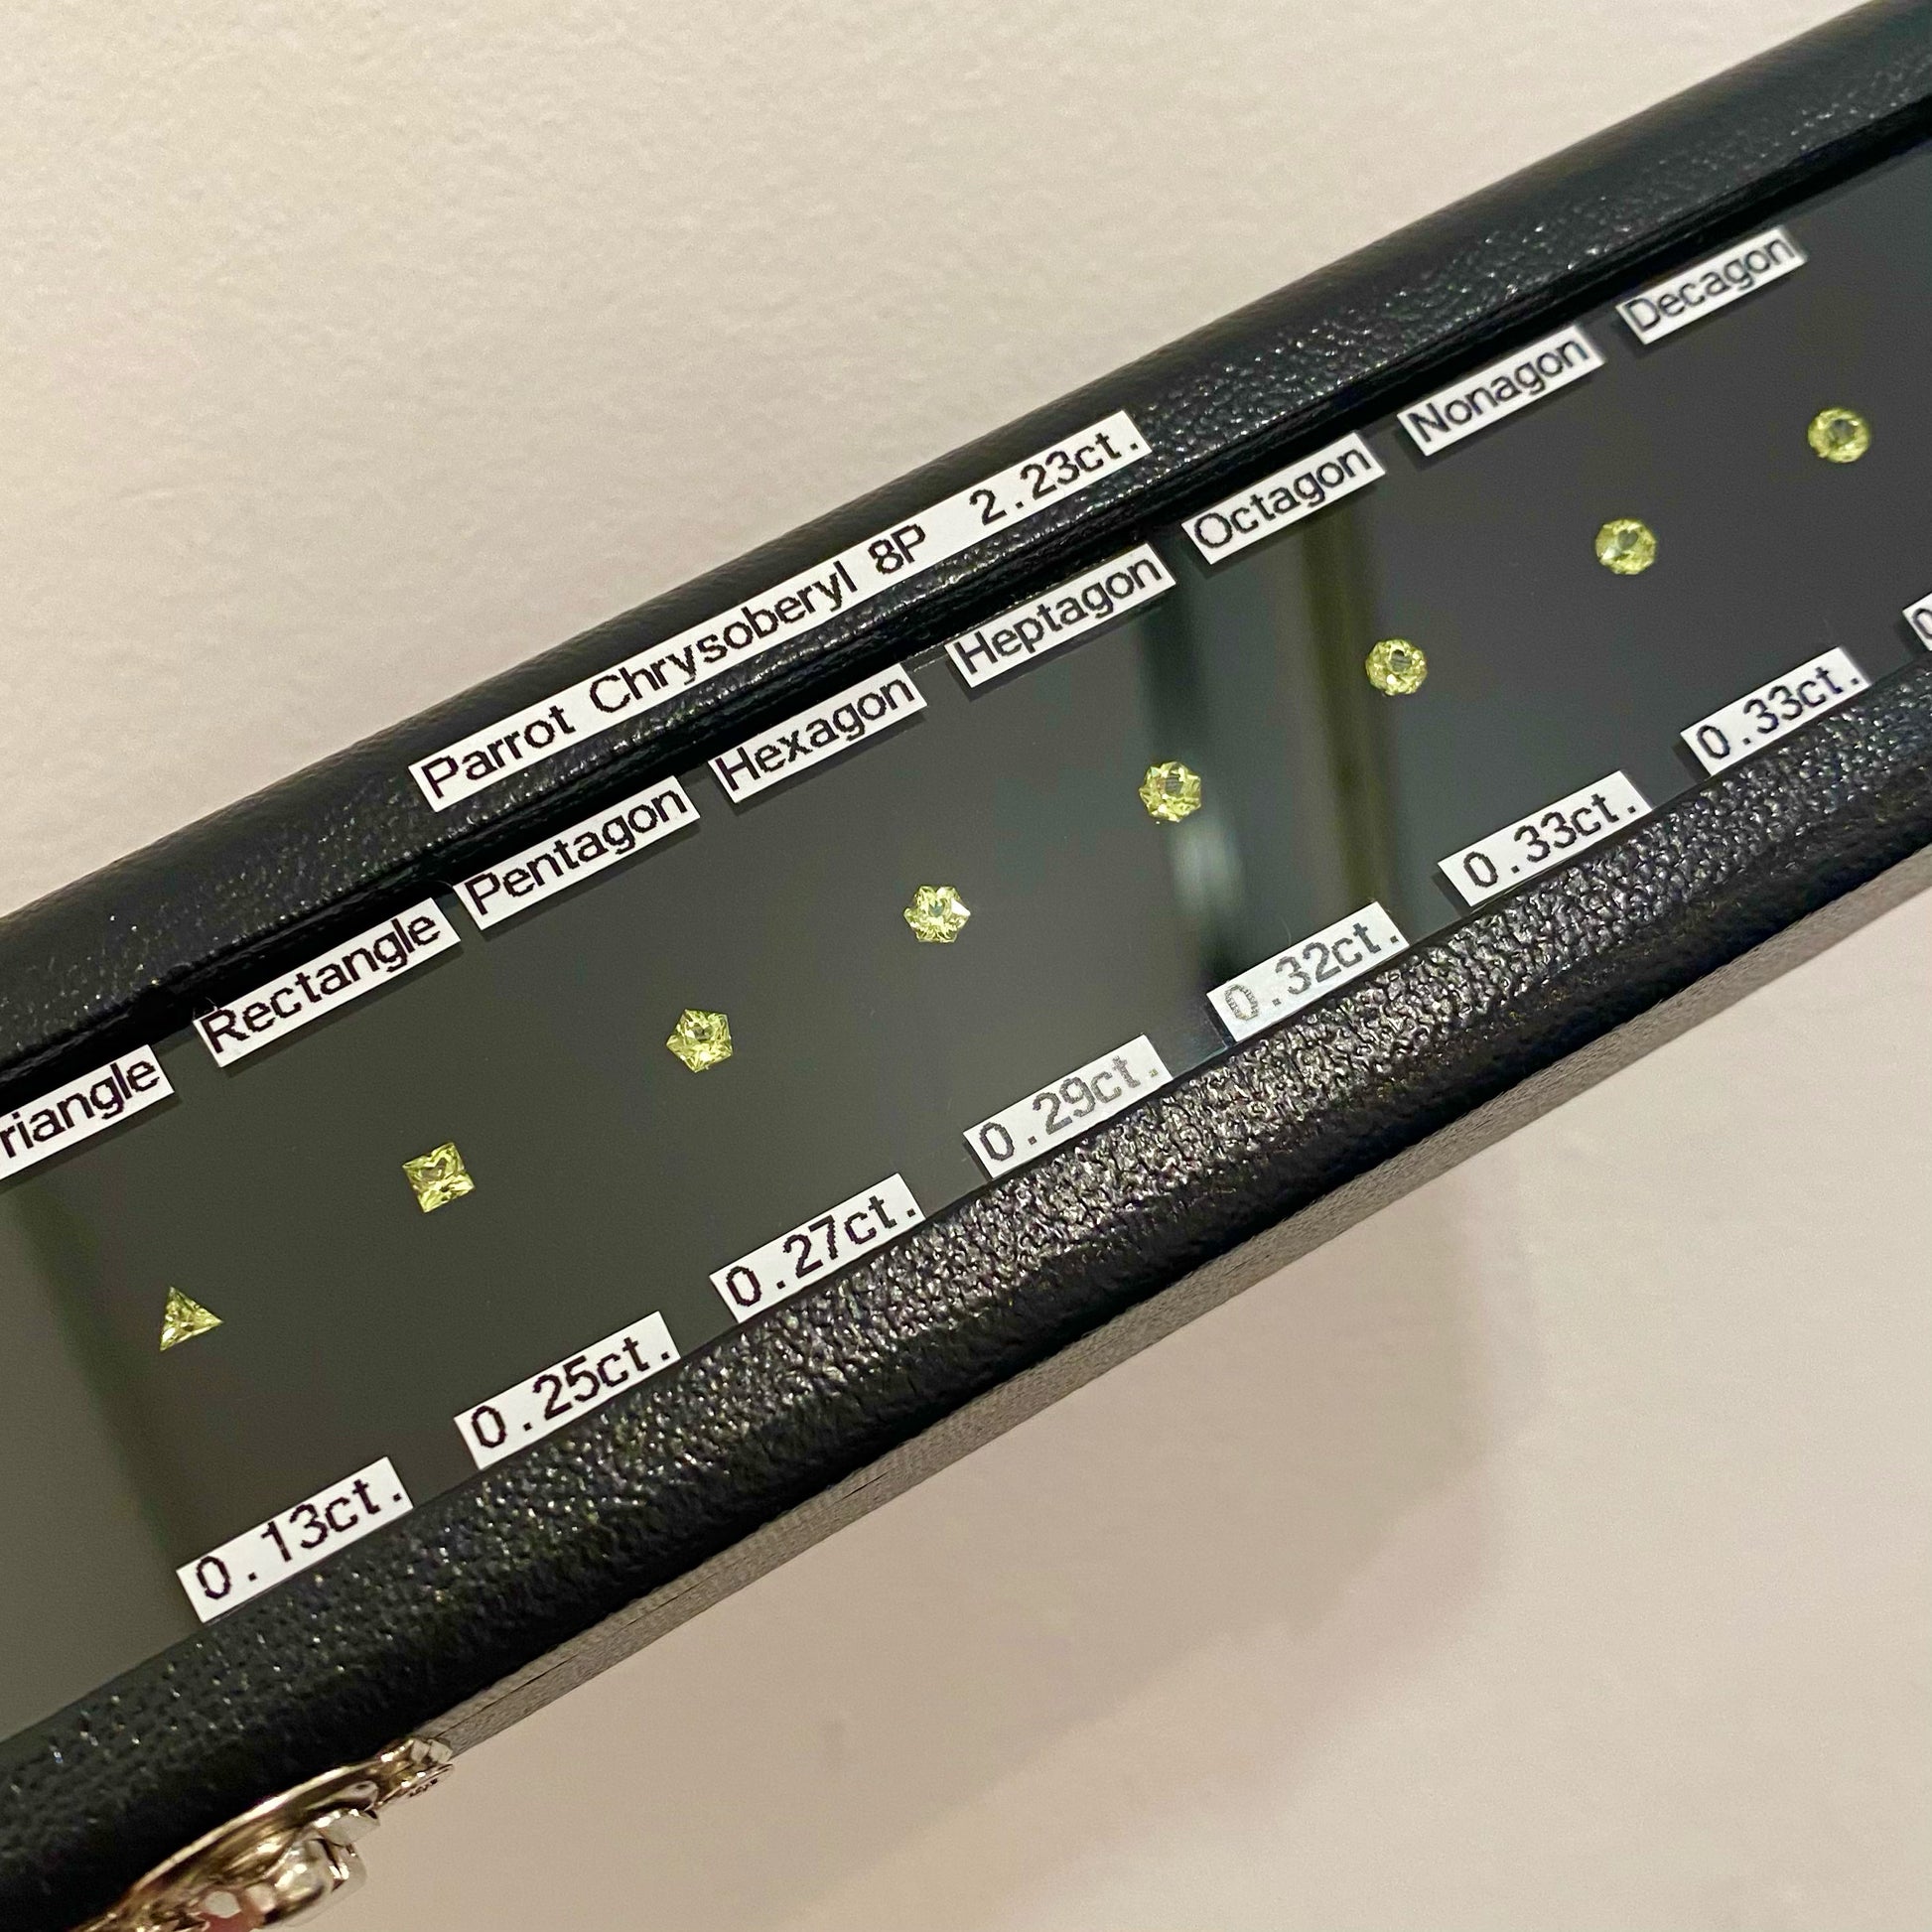 Parrot Chrysoberyl 8P 2.23ct.
riangle Rectangle Pentagon Hexagon Heptagon Octagon Nonagon Decagon
0.13ct. 0.25ct. 0.27ct. 0.29ct. 0.32ct. 0.33ct. 0.33ct. 0